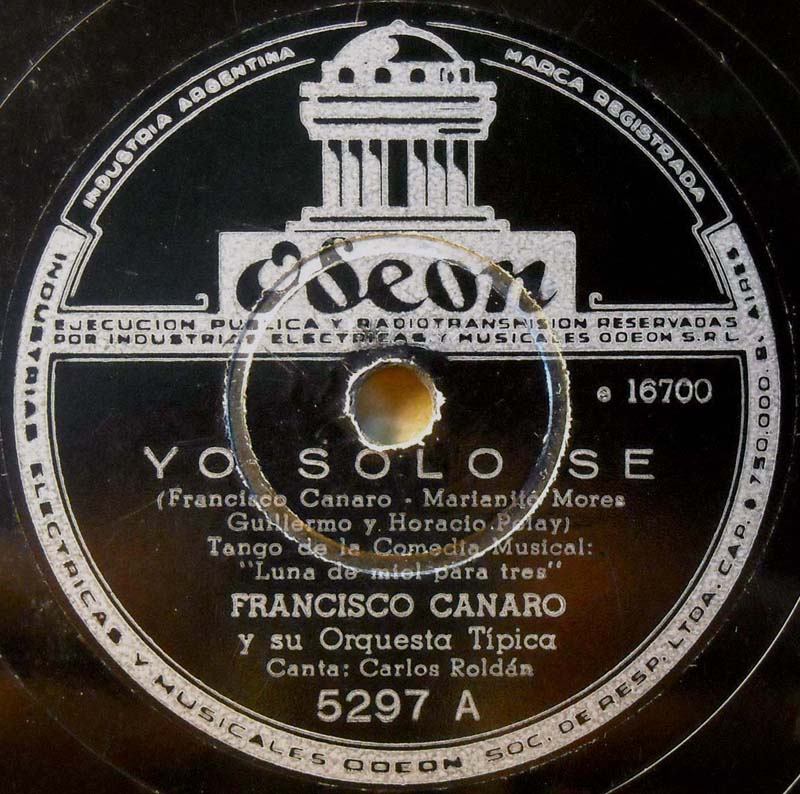 INDUSTRIA ARGENTINA
MARCA REGISTRADA
Odeon
EJECUCION PUBLICA Y RADIOTRANSMISION RESERVADAS
POR INDUSTRIAS ELECTRICAS Y MUSICALES ODEON S.R.L.
e 16700
YO SOLO SE
(Francisco Canaro - Marianito Mores
Guillermo y Horacio Pelay)
Tango de la Comedia Musical:
"Luna de miel para tres"
FRANCISCO CANARO
y su Orquesta Típica
Canta: Carlos Roldán
5297 A
INDUSTRIAS ELECTRICAS Y MUSICALES ODEON SOC. DE RESP. LTDA. CAP. $ 750.000. B. AIRES